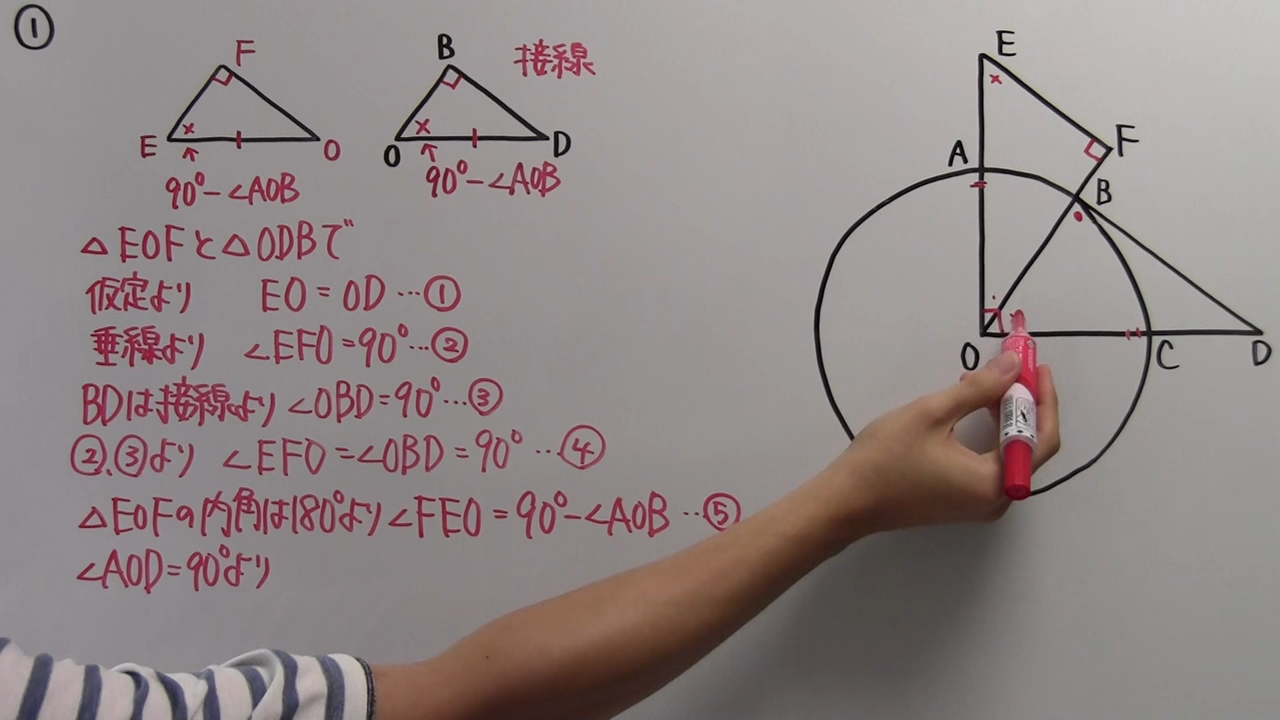 ①
F
E
O
90°-∠AOB
B
接線
O
D
90°-∠AOB
△EOFと△ODBで
仮定より EO=OD…①
垂線より ∠EFO=90°…②
BDは接線より∠OBD=90°…③
②、③より ∠EFO=∠OBD=90°…④
△EOFの内角は180°より∠FEO=90°-∠AOB…⑤
∠AOD=90°より
E
F
A
B
O
C
D